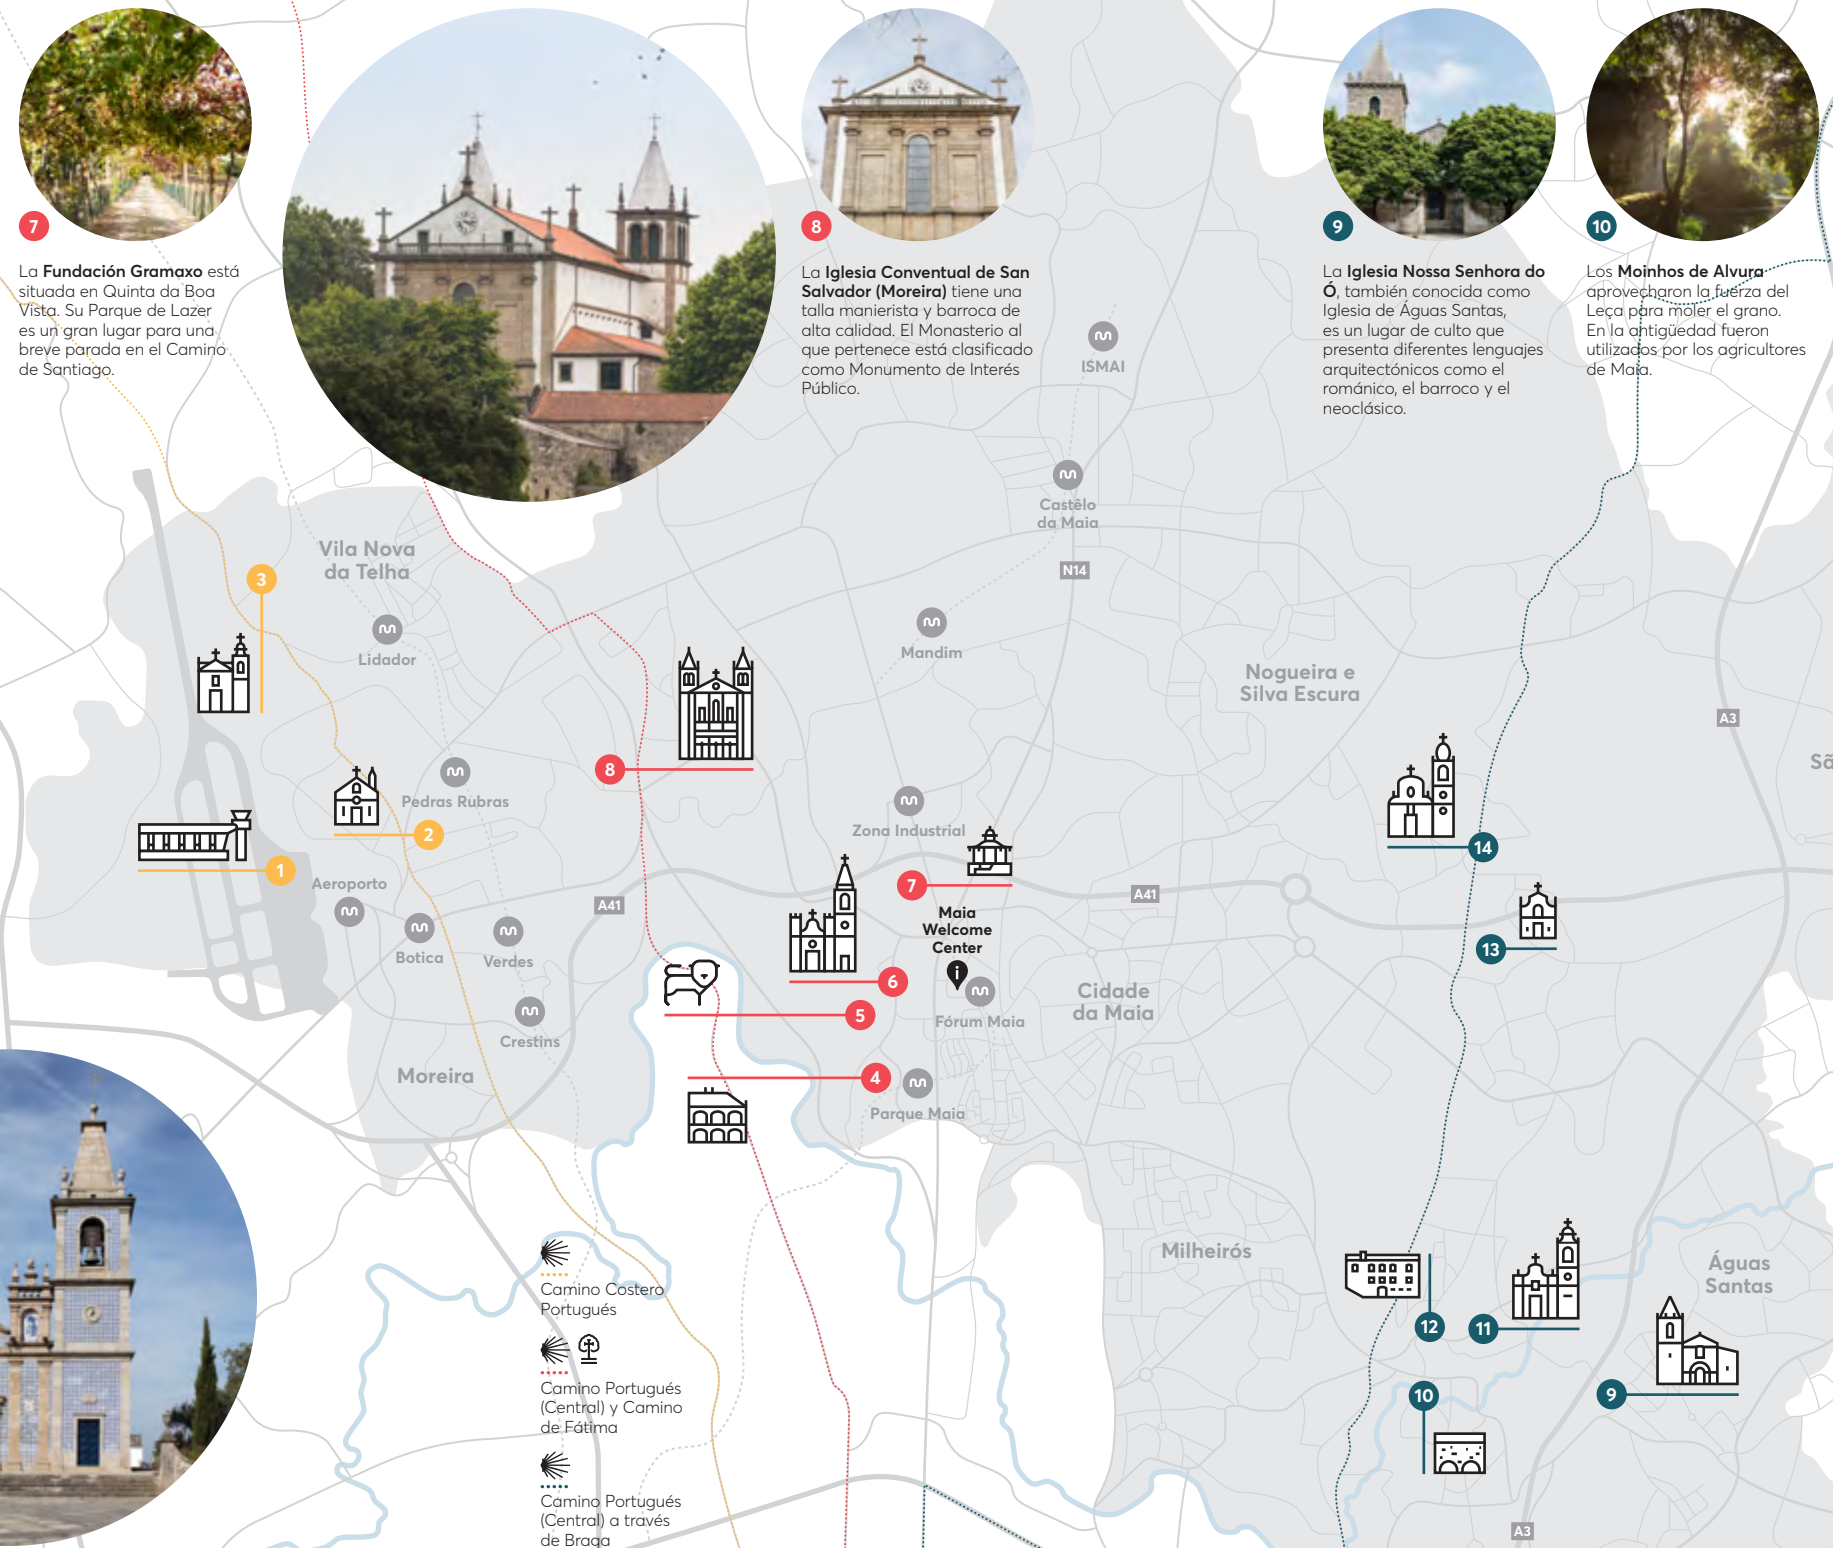 7
La Fundación Gramaxo está
situada en Quinta da Boa
Vista. Su Parque de Lazer
es un gran lugar para una
breve parada en el Camino
de Santiago.
8
La Iglesia Conventual de San
Salvador (Moreira) tiene una
talla manierista y barroca de
alta calidad. El Monasterio al
que pertenece está clasificado
como Monumento de Interés
Público.
9
La Iglesia Nossa Senhora do
Ó, también conocida como
Iglesia de Águas Santas,
es un lugar de culto que
presenta diferentes lenguajes
arquitectónicos como el
románico, el barroco y el
neoclásico.
10
Los Moinhos de Alvura
aprovecharon la fuerza del
Leça para moler el grano.
En la antigüedad fueron
utilizados por los agricultores
de Maia.
ISMAI
Castêlo
da Maia
N14
Vila Nova
da Telha
3
Lidador
Mandim
Nogueira e
Silva Escura
A3
Sã
8
Pedras Rubras
2
Zona Industrial
14
1
Aeroporto
A41
7
A41
Maia
Welcome
Center
i
Botica
Verdes
13
6
5
Cidade
da Maia
Fórum Maia
Crestins
Moreira
4
Parque Maia
Milheirós
Águas
Santas
12
11
10
9
A3
Camino Costero
Portugués
Camino Portugués
(Central) y Camino
de Fátima
Camino Portugués
(Central) a través
de Braga